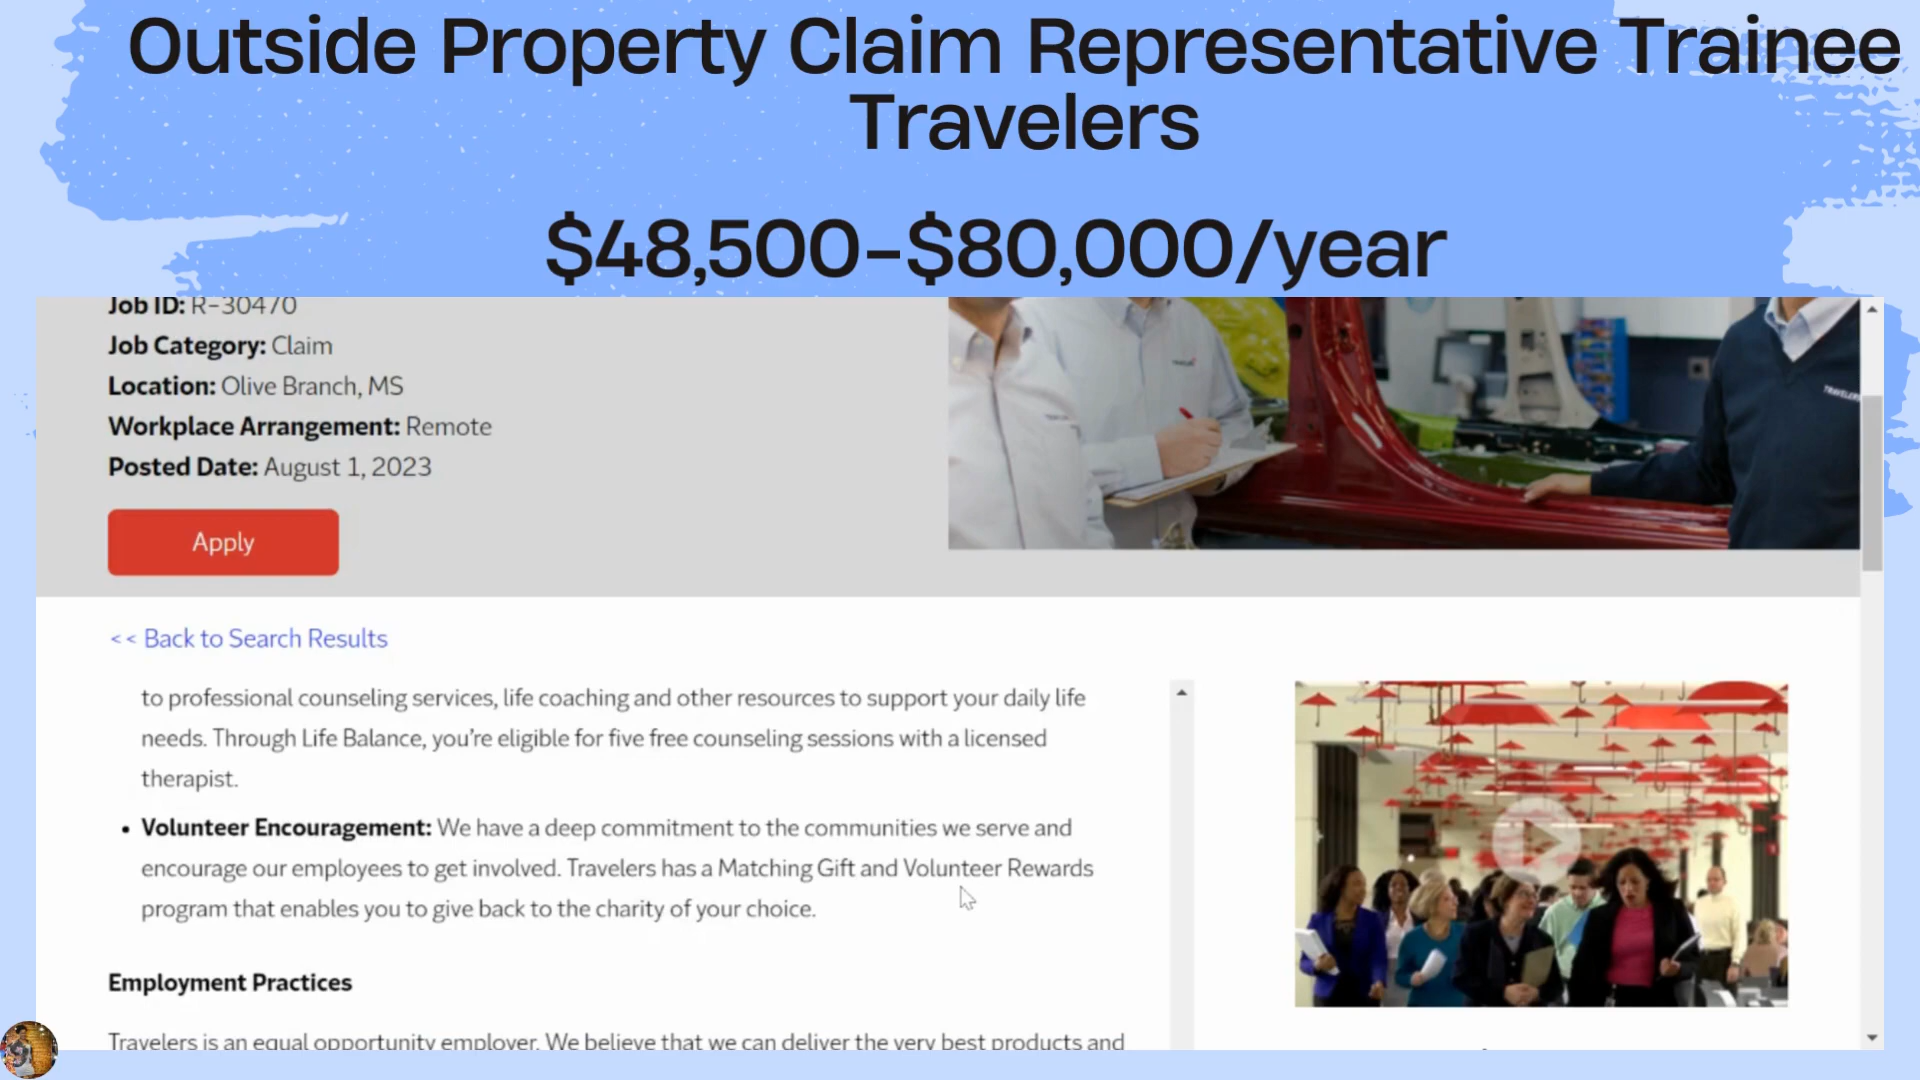 Outside Property Claim Representative Trainee
Travelers
$48,500-$80,000/year
Job ID: R-30470
Job Category: Claim
Location: Olive Branch, MS
Workplace Arrangement: Remote
Posted Date: August 1, 2023
Apply
<< Back to Search Results
to professional counseling services, life coaching and other resources to support your daily life
needs. Through Life Balance, you’re eligible for five free counseling sessions with a licensed
therapist.
• Volunteer Encouragement: We have a deep commitment to the communities we serve and
encourage our employees to get involved. Travelers has a Matching Gift and Volunteer Rewards
program that enables you to give back to the charity of your choice.
Employment Practices
Travelers is an equal opportunity employer. We believe that we can deliver the very best products and